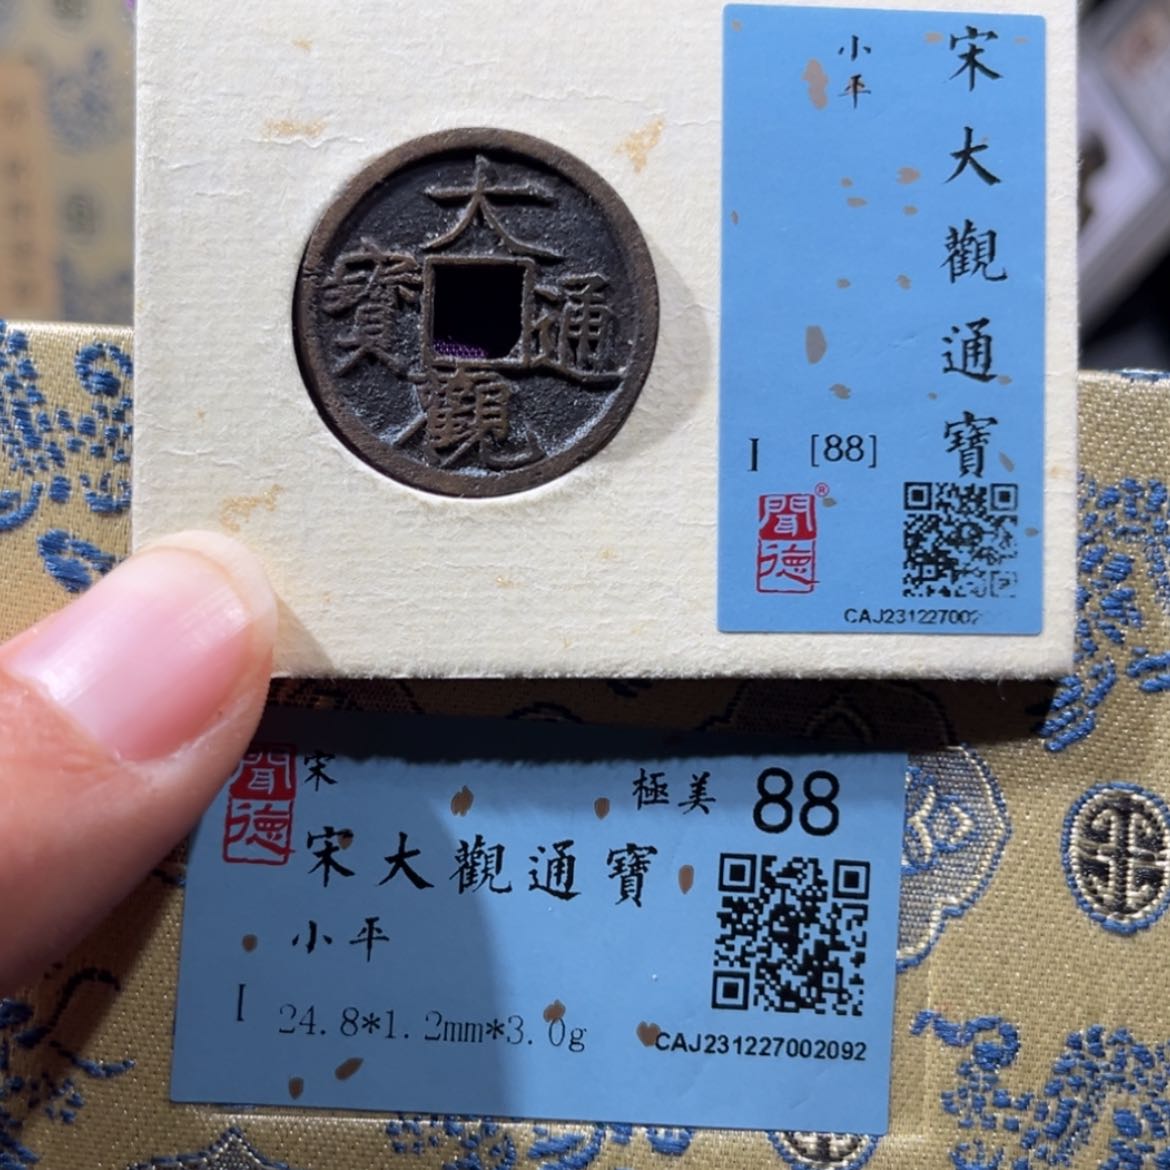 大觀通寶
宋大觀通寶
小平
I [88]
聞德®
CAJ23122700
聞德
宋
極美 88
宋大觀通寶
小平
I 24.8*1.2mm*3.0g
CAJ231227002092